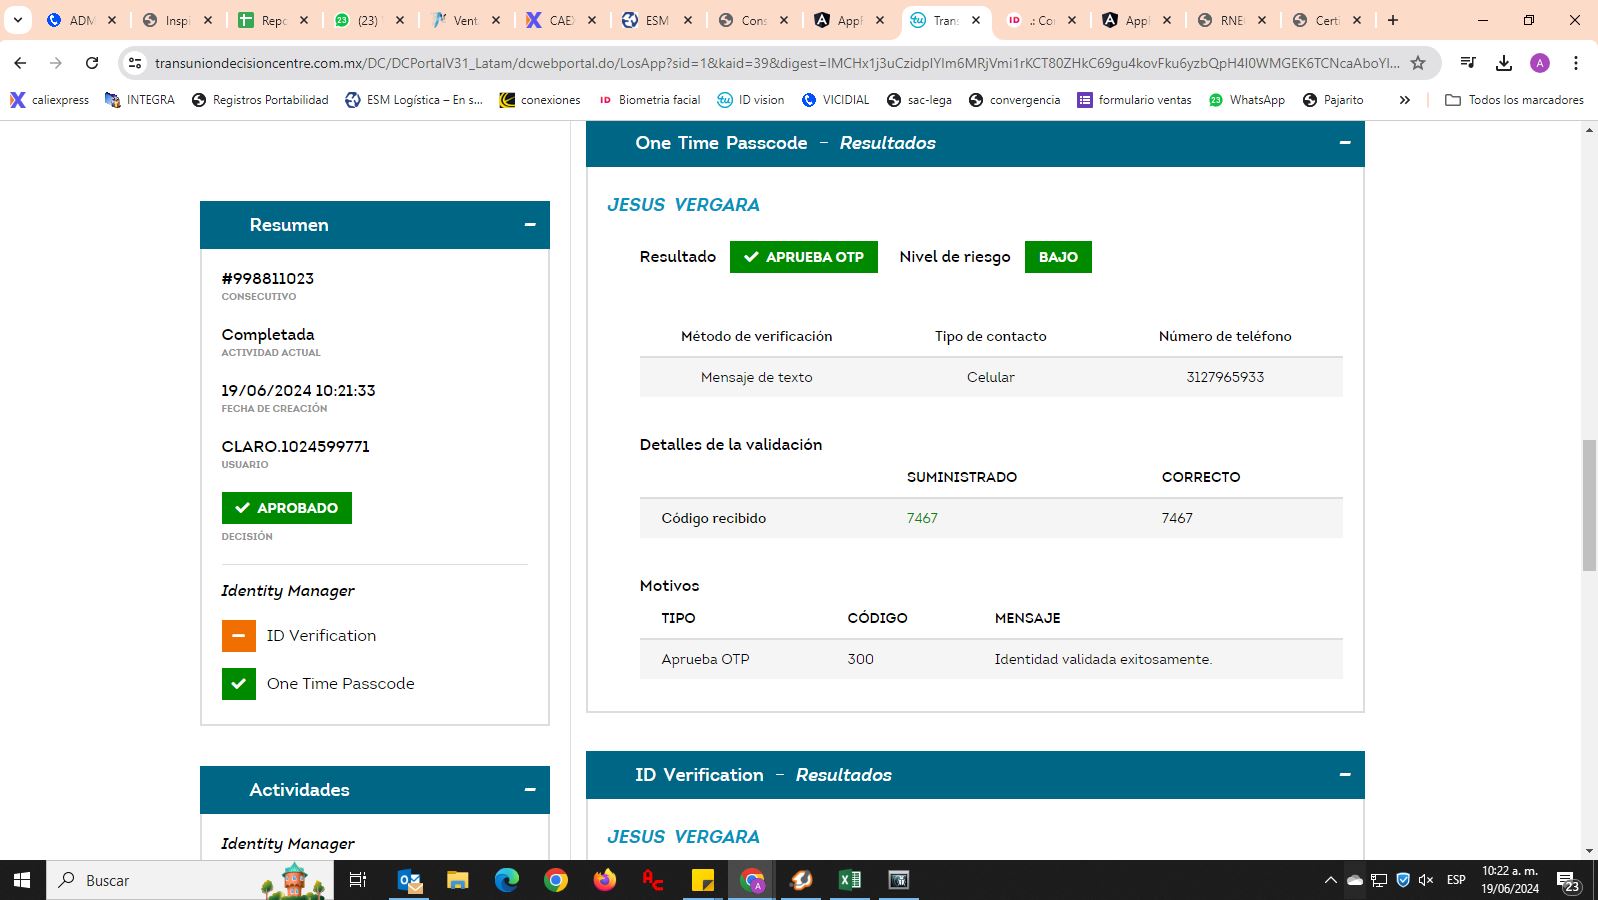 ADM
Inspi
Repo
(23)
Vent
CAE
ESM
Cons
AppF
Trans
.: Co
AppF
RNE
Certi
transuniondecisioncentre.com.mx/DC/DCPortalV31_Latam/dcwebportal.do/LosApp?sid=1&kaid=39&digest=IMCHx1j3uCzidpIYlm6MRjVmi1rKCT80ZHkC69gu4kovFku6yzbQpH4I0WMGEK6TCNcaAboYl...
A
caliexpress
INTEGRA
Registros Portabilidad
ESM Logística – En s...
conexiones
Biometria facial
ID vision
VICIDIAL
sac-lega
convergencia
formulario ventas
WhatsApp
Pajarito
»
Todos los marcadores
One Time Passcode – Resultados
JESUS VERGARA
Resultado APRUEBA OTP Nivel de riesgo BAJO
Método de verificación Tipo de contacto Número de teléfono
Mensaje de texto Celular 3127965933
Detalles de la validación
SUMINISTRADO CORRECTO
Código recibido 7467 7467
Motivos
TIPO CÓDIGO MENSAJE
Aprueba OTP 300 Identidad validada exitosamente.
ID Verification – Resultados
JESUS VERGARA
Resumen
#998811023
CONSECUTIVO
Completada
ACTIVIDAD ACTUAL
19/06/2024 10:21:33
FECHA DE CREACIÓN
CLARO.1024599771
USUARIO
APROBADO
DECISIÓN
Identity Manager
ID Verification
One Time Passcode
Actividades
Identity Manager
Buscar
ESP
10:22 a. m.
19/06/2024
23